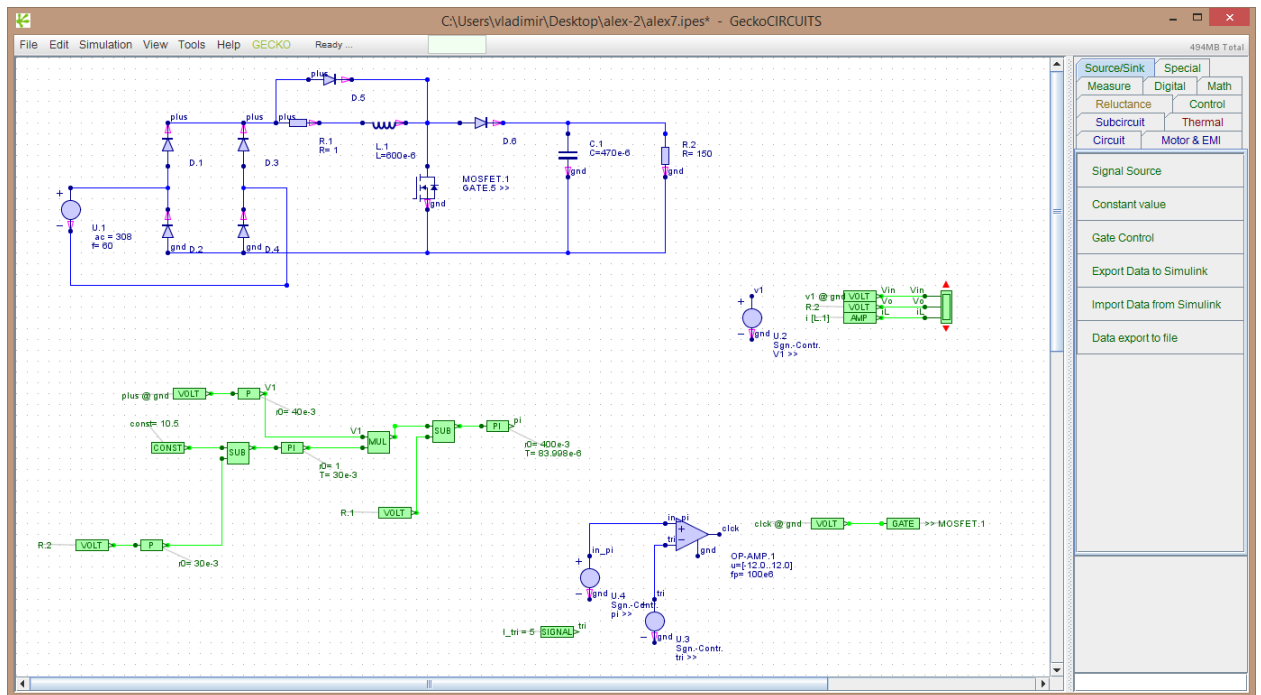 C:\Users\vladimir\Desktop\alex-2\alex7.ipes* - GeckoCIRCUITS
File Edit Simulation View Tools Help GECKO Ready ...
494MB Total
Source/Sink Special
Measure Digital Math
Reluctance Control
Subcircuit Thermal
Circuit Motor & EMI
Signal Source
Constant value
Gate Control
Export Data to Simulink
Import Data from Simulink
Data export to file
plus
D.5
plus plus plus
R.1
R= 1
L.1
L=600e-6
D.6
C.1
C=470e-6
R.2
R= 150
D.1 D.3
gnd gnd
MOSFET.1
GATE.5 >>
gnd
+
−
U.1
ac = 308
f= 60
gnd D.2
gnd D.4
v1
+
−
gnd U.2
Sgn.-Contr.
V1 >>
v1 @ gnd VOLT Vin Vin
R.2 VOLT Vo Vo
i [L.1] AMP iL iL
plus @ gnd VOLT P V1
r0= 40e-3
const= 10.5
CONST SUB PI V1 MUL SUB PI pi
r0= 400e-3
T= 83.998e-6
r0= 1
T= 30e-3
R.1 VOLT
R.2 VOLT P
r0= 30e-3
in_pi
+
tri −
clck
gnd
OP-AMP.1
u=[-12.0..12.0]
fp= 100e6
clck @ gnd VOLT GATE >> MOSFET.1
in_pi
+
−
gnd U.4
Sgn.-Contr.
pi >>
tri
+
−
gnd U.3
Sgn.-Contr.
tri >>
I_tri = 5 SIGNAL tri